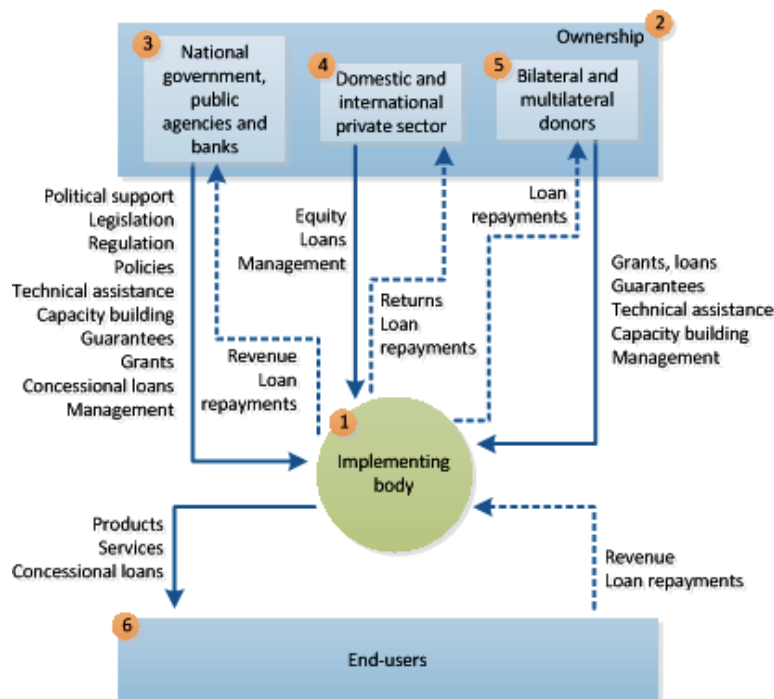 2
Ownership
3
National
government,
public
agencies and
banks
4
Domestic and
international
private sector
5
Bilateral and
multilateral
donors
Political support
Legislation
Regulation
Policies
Technical assistance
Capacity building
Guarantees
Grants
Concessional loans
Management
Revenue
Loan
repayments
Equity
Loans
Management
Returns
Loan
repayments
Loan
repayments
Grants, loans
Guarantees
Technical assistance
Capacity building
Management
1
Implementing
body
Products
Services
Concessional loans
Revenue
Loan repayments
6
End-users